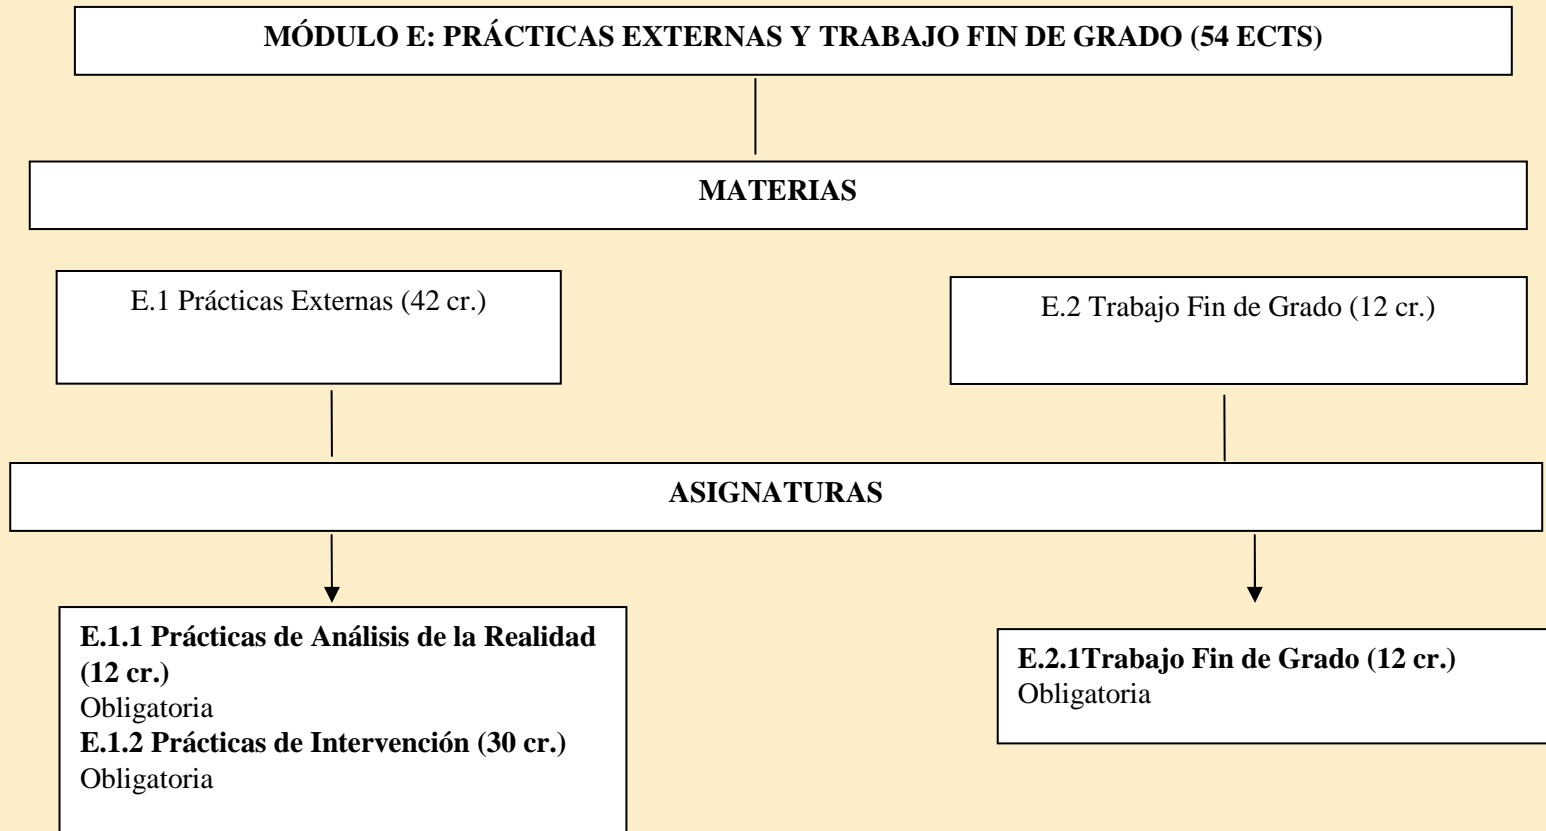 MÓDULO E: PRÁCTICAS EXTERNAS Y TRABAJO FIN DE GRADO (54 ECTS)
MATERIAS
E.1 Prácticas Externas (42 cr.)
E.2 Trabajo Fin de Grado (12 cr.)
ASIGNATURAS
E.1.1 Prácticas de Análisis de la Realidad
(12 cr.)
Obligatoria
E.1.2 Prácticas de Intervención (30 cr.)
Obligatoria
E.2.1Trabajo Fin de Grado (12 cr.)
Obligatoria